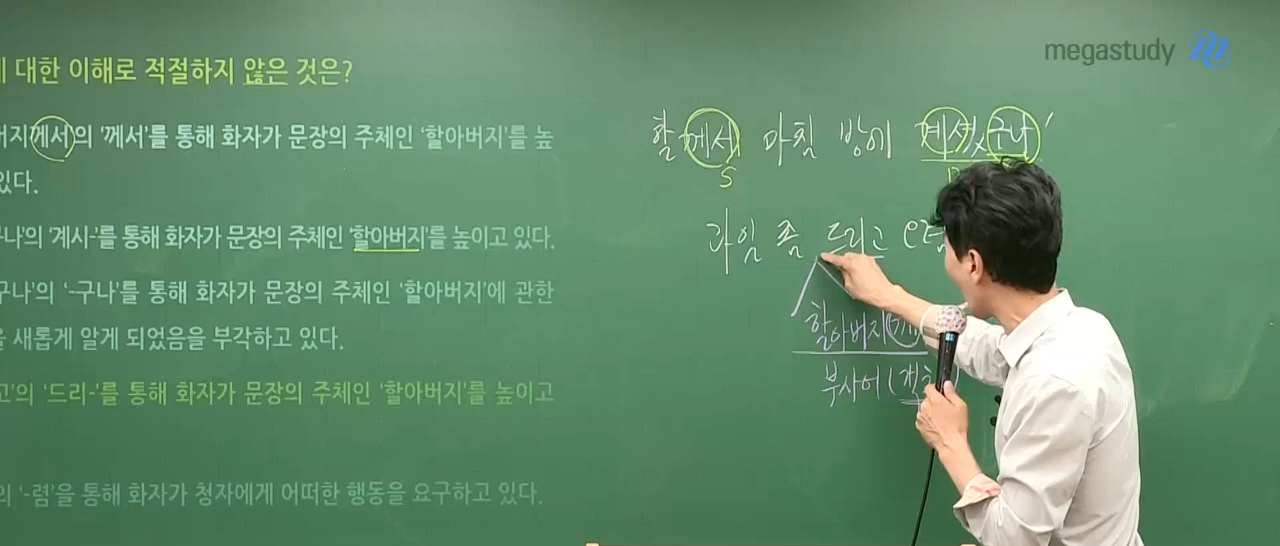 megastudy
대한 이해로 적절하지 않은 것은?
버지께서의 '께서'를 통해 화자가 문장의 주체인 '할아버지'를 높
있다.
구나'의 '계시-'를 통해 화자가 문장의 주체인 '할아버지'를 높이고 있다.
구나'의 '-구나'를 통해 화자가 문장의 주체인 '할아버지'에 관한
새롭게 알게 되었음을 부각하고 있다.
고'의 '드리-'를 통해 화자가 문장의 주체인 '할아버지'를 높이고
의 '-렴'을 통해 화자가 청자에게 어떠한 행동을 요구하고 있다.
할께서 마침 방에 계셨구나'
S
과일 좀 드리고 오렴
할아버지(께)
부사어(객